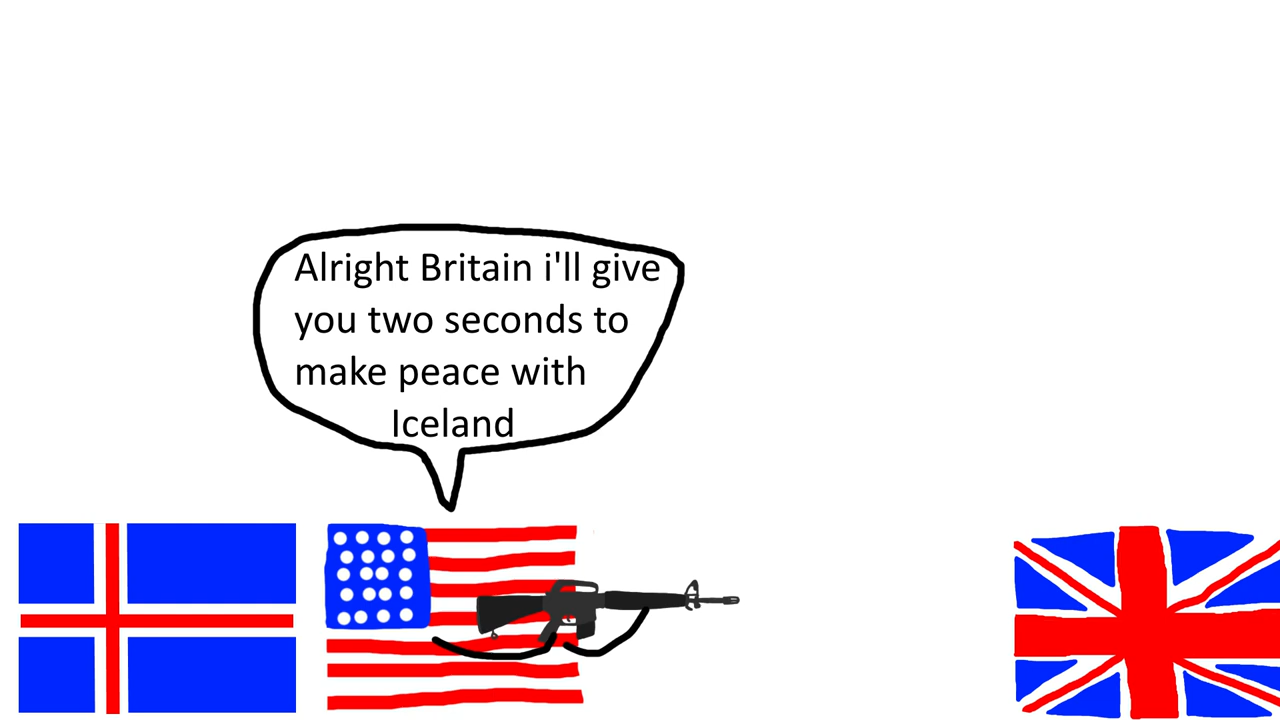 Alright Britain i'll give
you two seconds to
make peace with
Iceland